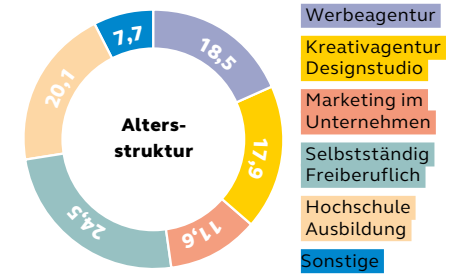 7,7
18,5
17,9
11,6
24,5
20,1
Alters-
struktur
Werbeagentur
Kreativagentur
Designstudio
Marketing im
Unternehmen
Selbstständig
Freiberuflich
Hochschule
Ausbildung
Sonstige